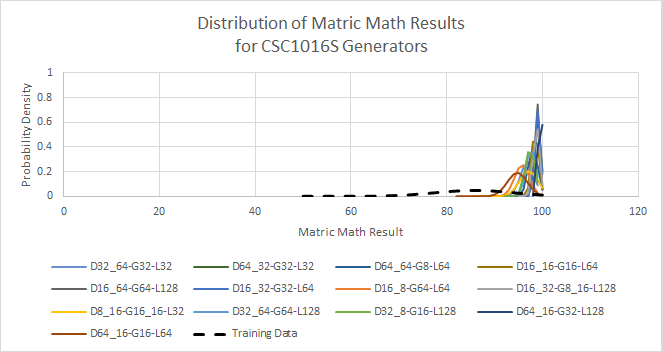 Distribution of Matric Math Results
for CSC1016S Generators
Probability Density
1
0.8
0.6
0.4
0.2
0
0 20 40 60 80 100 120
Matric Math Result
D32_64-G32-L32 D64_32-G32-L32 D64_64-G8-L64 D16_16-G16-L64
D16_64-G64-L128 D16_32-G32-L64 D16_8-G64-L64 D16_32-G8_16-L128
D8_16-G16_16-L32 D32_64-G64-L128 D32_8-G16-L128 D64_16-G32-L128
D64_16-G16-L64 Training Data